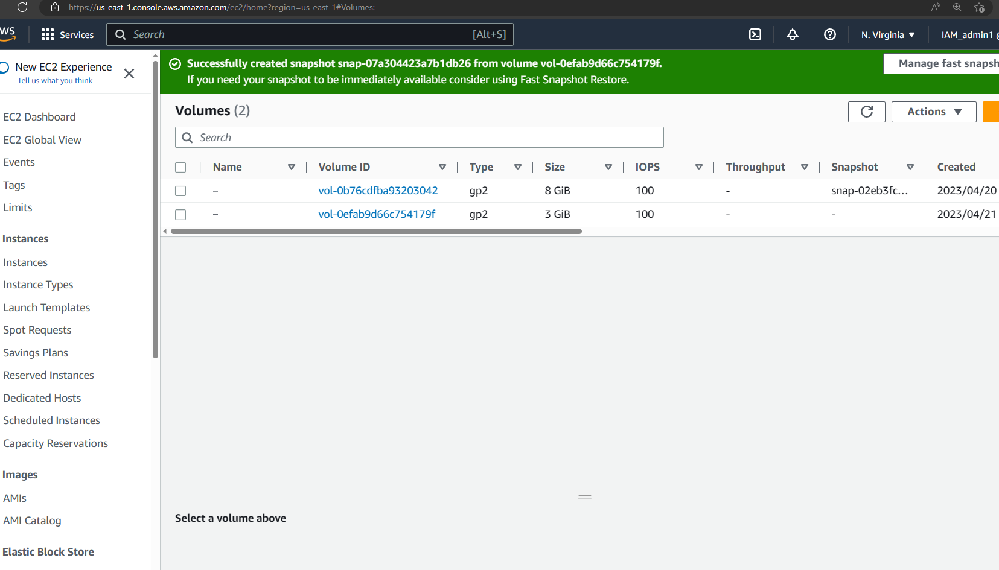 https://us-east-1.console.aws.amazon.com/ec2/home?region=us-east-1#Volumes:
WS Services Search [Alt+S] N. Virginia IAM_admin1 @
New EC2 Experience
Tell us what you think
EC2 Dashboard
EC2 Global View
Events
Tags
Limits
Instances
Instances
Instance Types
Launch Templates
Spot Requests
Savings Plans
Reserved Instances
Dedicated Hosts
Scheduled Instances
Capacity Reservations
Images
AMIs
AMI Catalog
Elastic Block Store
Successfully created snapshot snap-07a304423a7b1db26 from volume vol-0efab9d66c754179f.
If you need your snapshot to be immediately available consider using Fast Snapshot Restore.
Manage fast snapsh
Volumes (2)
Actions
Search
Name Volume ID Type Size IOPS Throughput Snapshot Created
– vol-0b76cdfba93203042 gp2 8 GiB 100 - snap-02eb3fc... 2023/04/20
– vol-0efab9d66c754179f gp2 3 GiB 100 - - 2023/04/21
Select a volume above